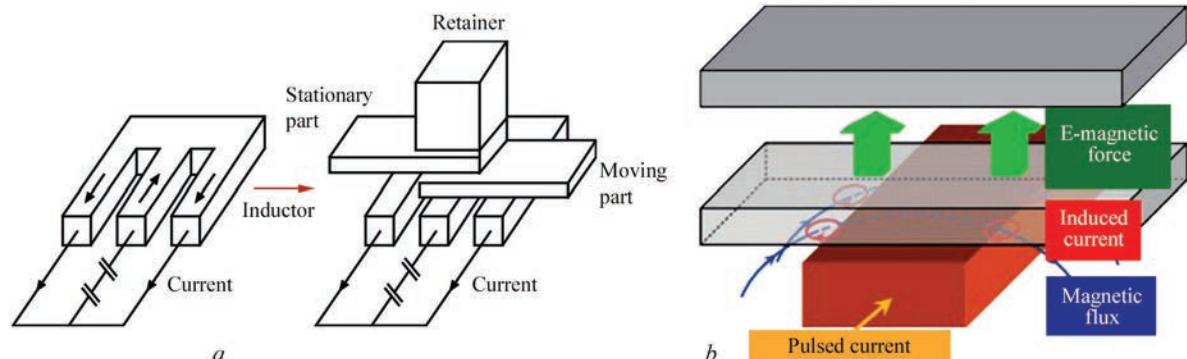 Retainer
Stationary
part
Moving
part
Inductor
Current
Current
a
E-magnetic
force
Induced
current
Magnetic
flux
Pulsed current
b